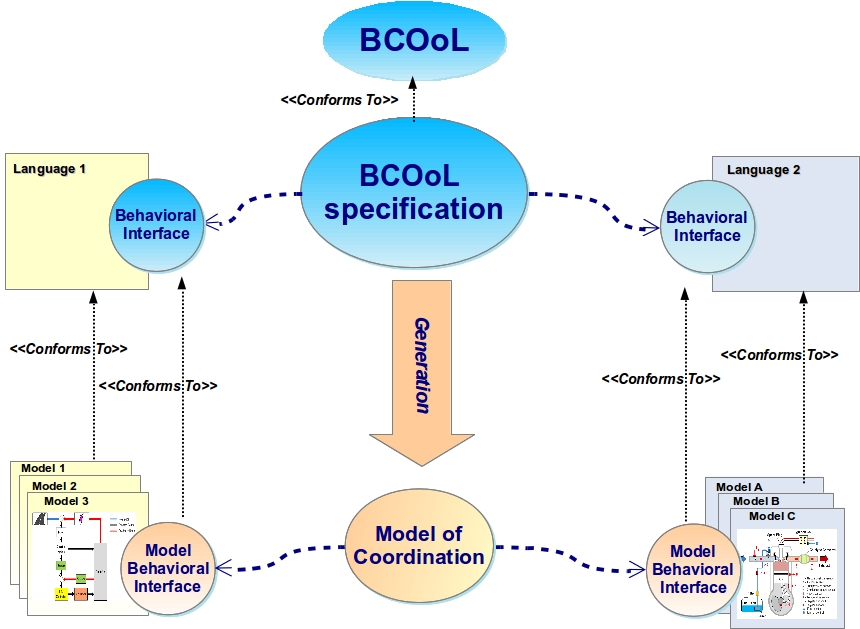 BCOoL
<<Conforms To>>
BCOoL
specification
Language 1
Behavioral
Interface
Language 2
Behavioral
Interface
Generation
<<Conforms To>>
<<Conforms To>>
<<Conforms To>>
<<Conforms To>>
Model 1
Model 2
Model 3
Model
Behavioral
Interface
Model of
Coordination
Model A
Model B
Model C
Model
Behavioral
Interface